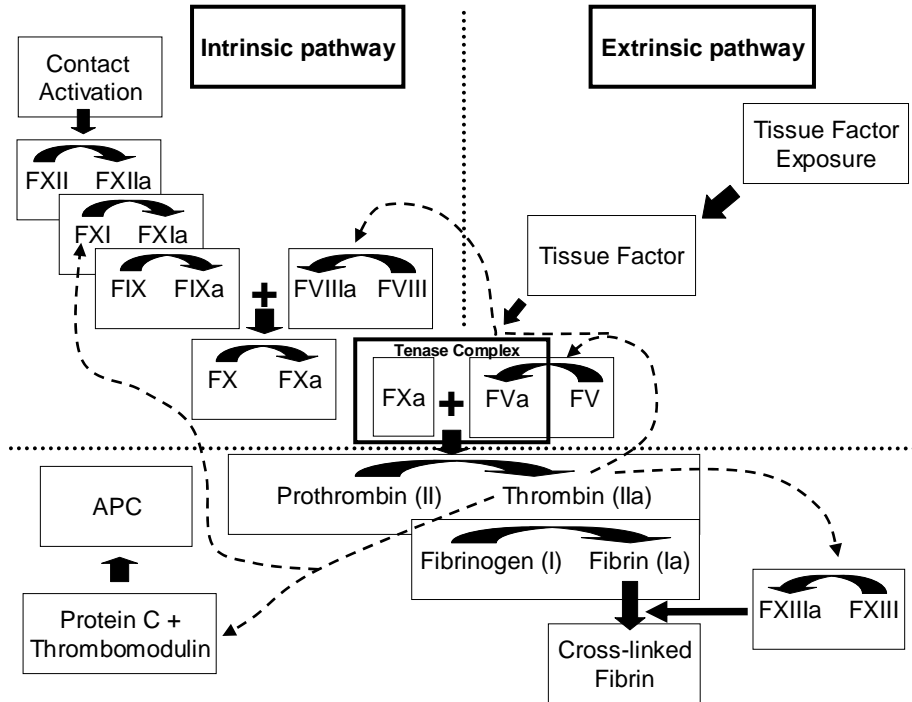 Intrinsic pathway
Extrinsic pathway
Contact
Activation
Tissue Factor
Exposure
FXII FXIIa
FXI FXIa
Tissue Factor
FIX FIXa + FVIIIa FVIII
Tenase Complex
FX FXa
FXa + FVa FV
Prothrombin (II) Thrombin (IIa)
APC
Fibrinogen (I) Fibrin (Ia)
FXIIIa FXIII
Protein C +
Thrombomodulin
Cross-linked
Fibrin